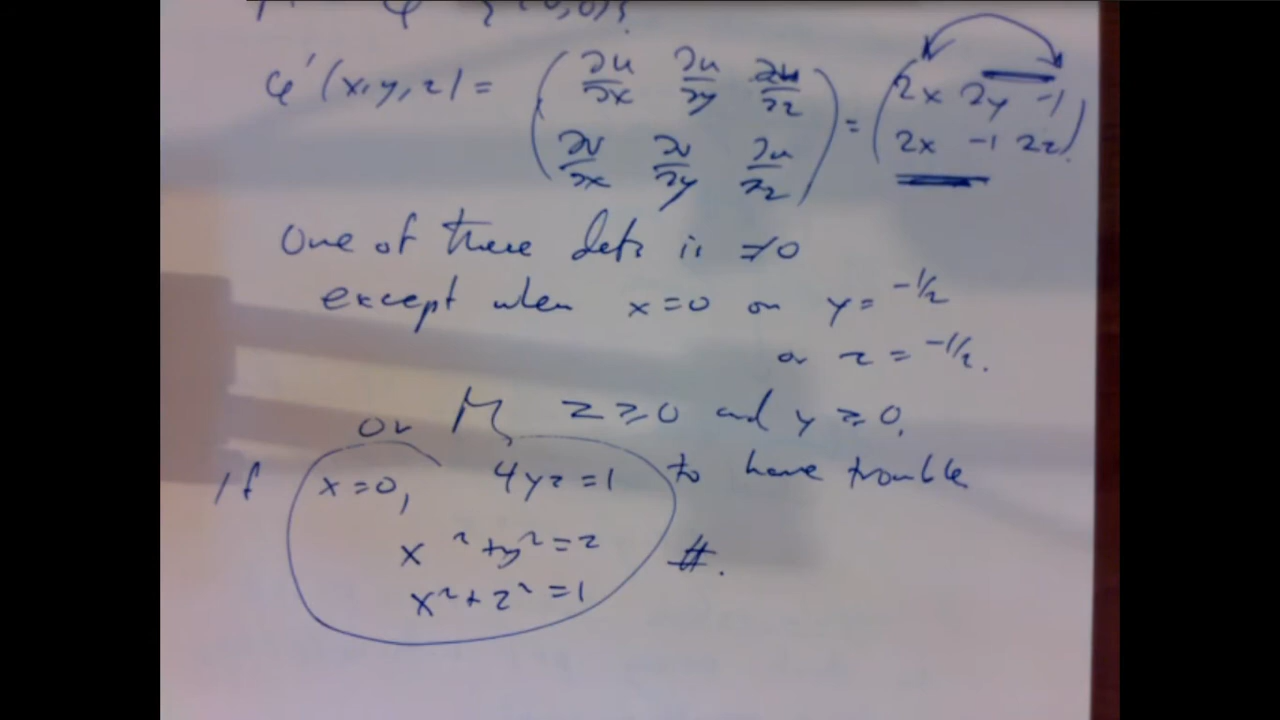 φ'(x,y,z) = ( ∂u/∂x ∂u/∂y ∂u/∂z ; ∂v/∂x ∂v/∂y ∂u/∂z ) = ( 2x 2y -1 ; 2x -1 2z ).
One of these dets is ≠0
except when x=0 or y= -1/2
or z = -1/2.
on M z ≥ 0 and y ≥ 0.
If x=0, 4yz=1 to have trouble
x²+y²=z
x²+z²=1 #.